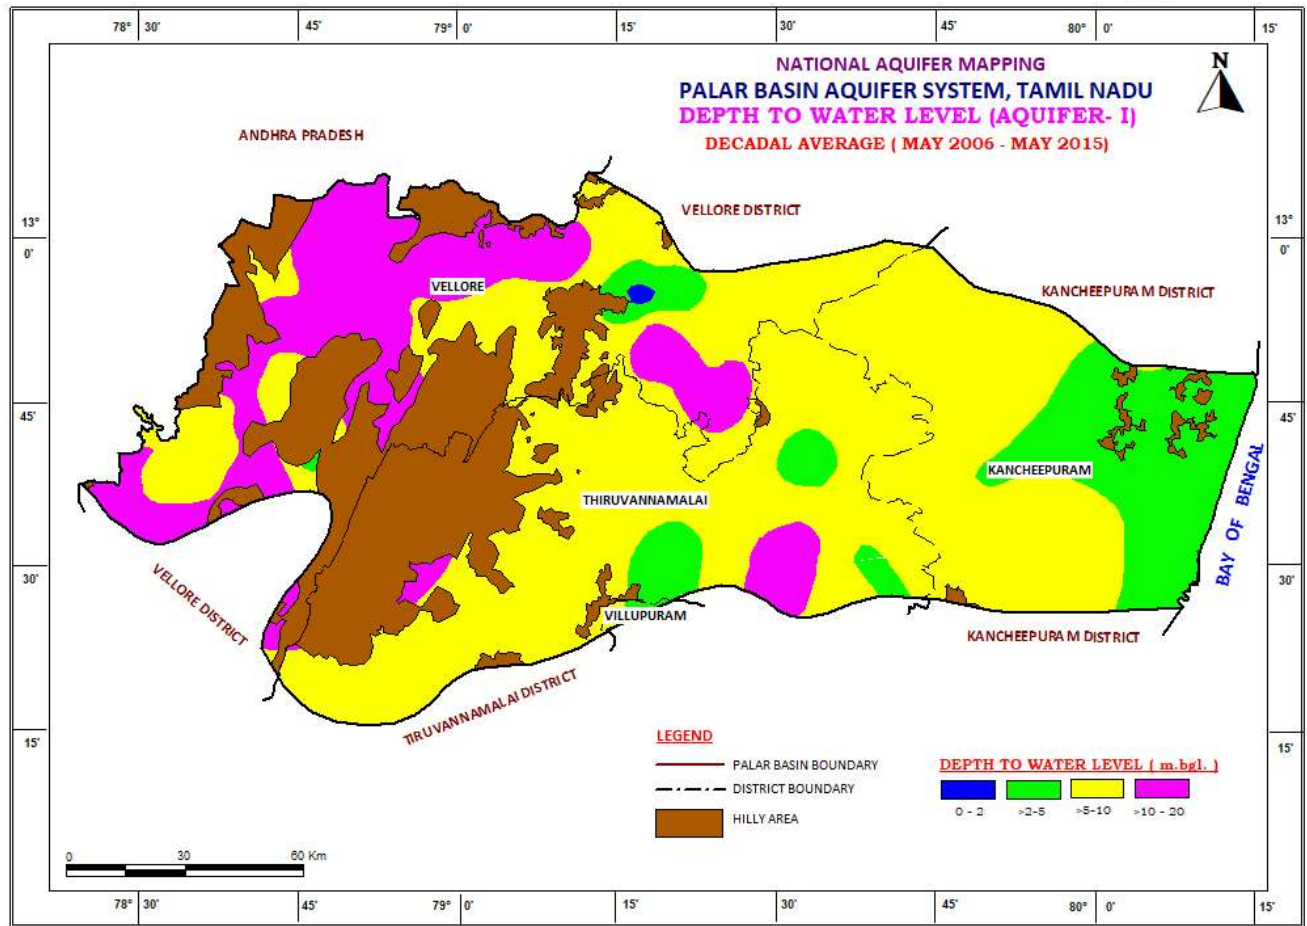 78° 30' 45' 79° 0' 15' 30' 45' 80° 0' 15'
NATIONAL AQUIFER MAPPING
PALAR BASIN AQUIFER SYSTEM, TAMIL NADU
DEPTH TO WATER LEVEL (AQUIFER- I)
DECADAL AVERAGE ( MAY 2006 - MAY 2015)
N
ANDHRA PRADESH
VELLORE DISTRICT
13°
0'
13°
0'
VELLORE
KANCHEEPURAM DISTRICT
45'
45'
KANCHEEPURAM
THIRUVANNAMALAI
BAY OF BENGAL
30'
30'
VELLORE DISTRICT
VILLUPURAM
KANCHEEPURAM DISTRICT
TIRUVANNAMALAI DISTRICT
15'
15'
LEGEND
PALAR BASIN BOUNDARY
DISTRICT BOUNDARY
HILLY AREA
DEPTH TO WATER LEVEL ( m.bgl. )
0 - 2 >2-5 >5-10 >10 - 20
0 30 60 Km
78° 30' 45' 79° 0' 15' 30' 45' 80° 0' 15'